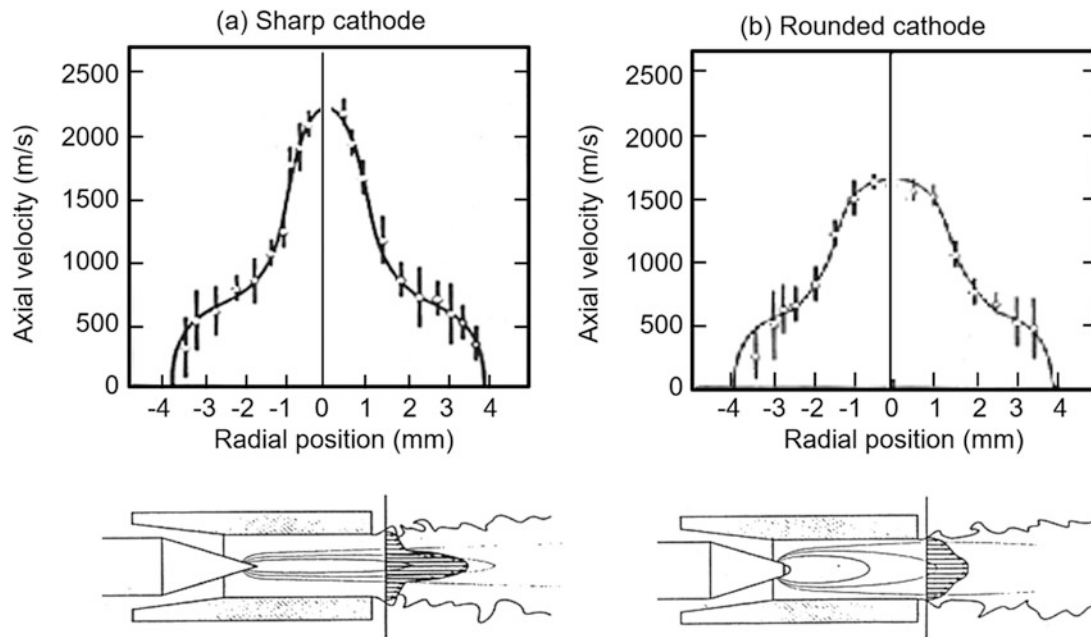 (a) Sharp cathode
Axial velocity (m/s)
2500
2000
1500
1000
500
0
-4 -3 -2 -1 0 1 2 3 4
Radial position (mm)
(b) Rounded cathode
Axial velocity (m/s)
2500
2000
1500
1000
500
0
-4 -3 -2 -1 0 1 2 3 4
Radial position (mm)